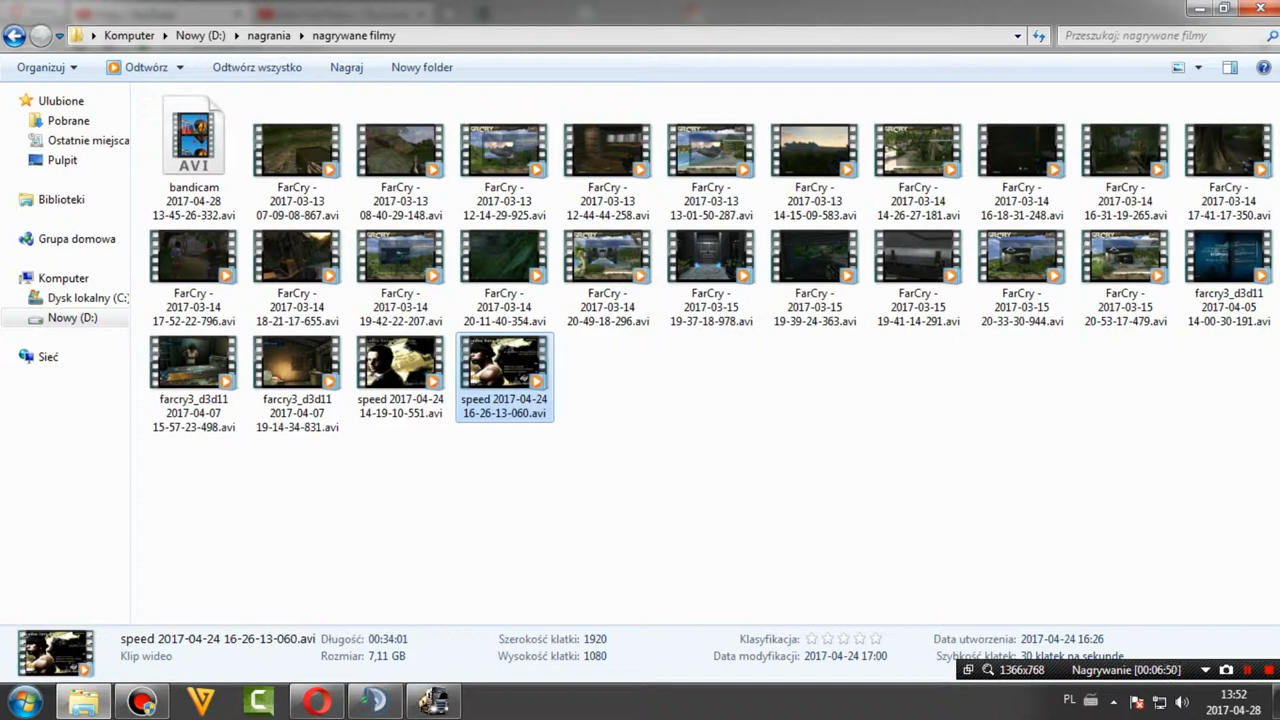 Komputer Nowy (D:) nagrania nagrywane filmy Przeszukaj: nagrywane filmy
Organizuj Odtwórz Odtwórz wszystko Nagraj Nowy folder
Ulubione
Pobrane
Ostatnie miejsca
Pulpit
Biblioteki
Grupa domowa
Komputer
Dysk lokalny (C:)
Nowy (D:)
Sieć
AVI
bandicam
2017-04-28
13-45-26-332.avi
FarCry -
2017-03-13
07-09-08-867.avi
FarCry -
2017-03-13
08-40-29-148.avi
FarCry -
2017-03-13
12-14-29-925.avi
FarCry -
2017-03-13
12-44-44-258.avi
FarCry -
2017-03-13
13-01-50-287.avi
FarCry -
2017-03-13
14-15-09-583.avi
FarCry -
2017-03-14
14-26-27-181.avi
FarCry -
2017-03-14
16-18-31-248.avi
FarCry -
2017-03-14
16-31-19-265.avi
FarCry -
2017-03-14
17-41-17-350.avi
FarCry -
2017-03-14
17-52-22-796.avi
FarCry -
2017-03-14
18-21-17-655.avi
FarCry -
2017-03-14
19-42-22-207.avi
FarCry -
2017-03-14
20-11-40-354.avi
FarCry -
2017-03-14
20-49-18-296.avi
FarCry -
2017-03-15
19-37-18-978.avi
FarCry -
2017-03-15
19-39-24-363.avi
FarCry -
2017-03-15
19-41-14-291.avi
FarCry -
2017-03-15
20-33-30-944.avi
FarCry -
2017-03-15
20-53-17-479.avi
farcry3_d3d11
2017-04-05
14-00-30-191.avi
farcry3_d3d11
2017-04-07
15-57-23-498.avi
farcry3_d3d11
2017-04-07
19-14-34-831.avi
speed 2017-04-24
14-19-10-551.avi
speed 2017-04-24
16-26-13-060.avi
speed 2017-04-24 16-26-13-060.avi Długość: 00:34:01 Szerokość klatki: 1920 Klasyfikacja: Data utworzenia: 2017-04-24 16:26
Klip wideo Rozmiar: 7,11 GB Wysokość klatki: 1080 Data modyfikacji: 2017-04-24 17:00 Szybkość klatek: 30 klatek na sekundę
1366x768 Nagrywanie [00:06:50]
PL 13:52
2017-04-28